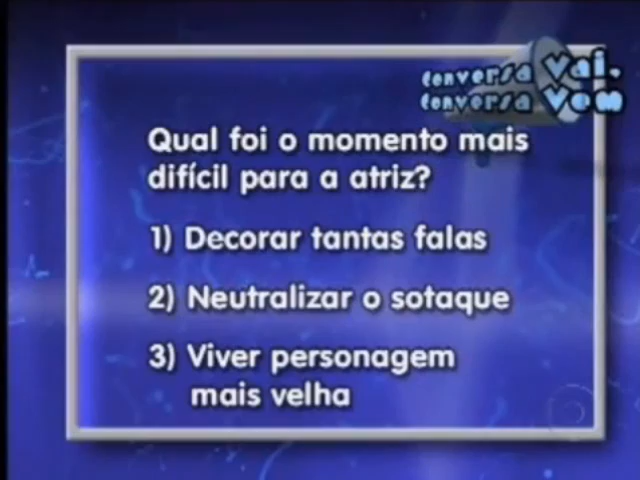 conversa Vai,
conversa Vem
Qual foi o momento mais
difícil para a atriz?
1) Decorar tantas falas
2) Neutralizar o sotaque
3) Viver personagem
mais velha